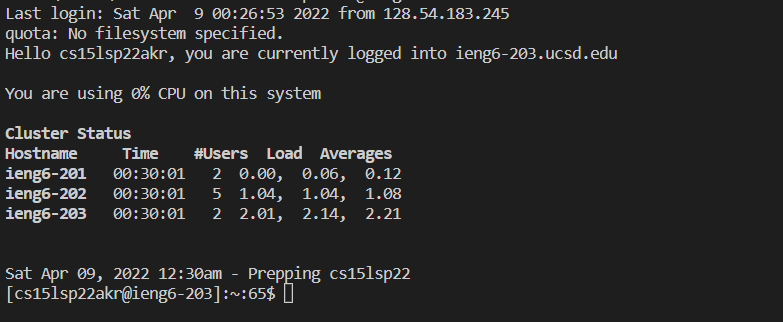 Last login: Sat Apr  9 00:26:53 2022 from 128.54.183.245
quota: No filesystem specified.
Hello cs15lsp22akr, you are currently logged into ieng6-203.ucsd.edu
You are using 0% CPU on this system
Cluster Status
Hostname     Time    #Users  Load  Averages
ieng6-201   00:30:01   2  0.00,  0.06,  0.12
ieng6-202   00:30:01   5  1.04,  1.04,  1.08
ieng6-203   00:30:01   2  2.01,  2.14,  2.21
Sat Apr 09, 2022 12:30am - Prepping cs15lsp22
[cs15lsp22akr@ieng6-203]:~:65$